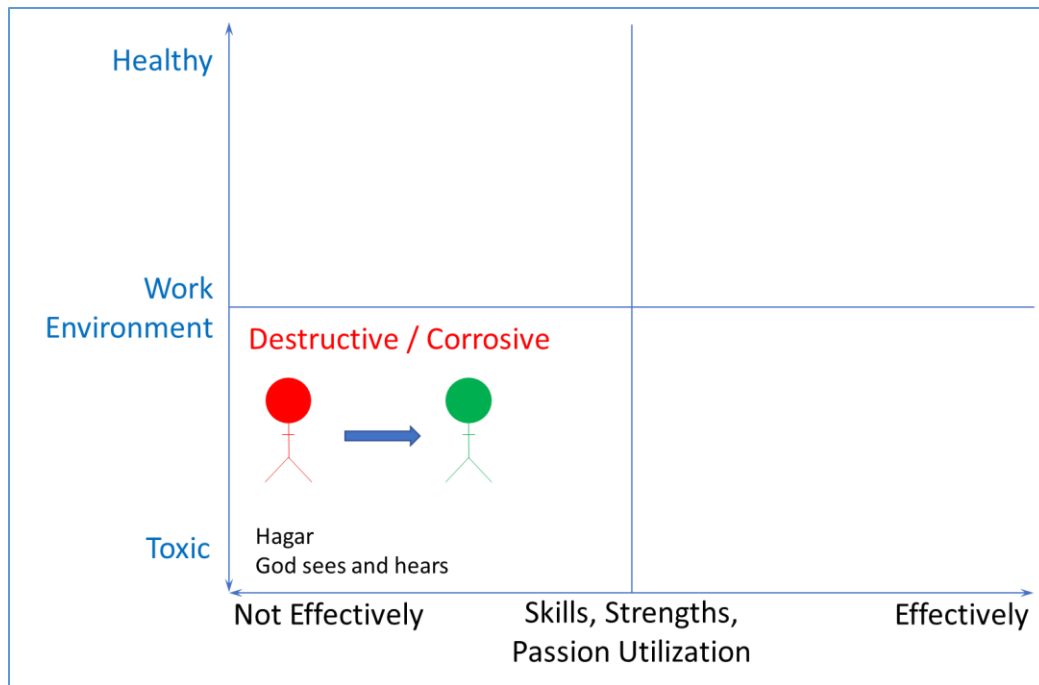 Healthy
Work
Environment
Destructive / Corrosive
Hagar
God sees and hears
Toxic
Not Effectively
Skills, Strengths,
Passion Utilization
Effectively